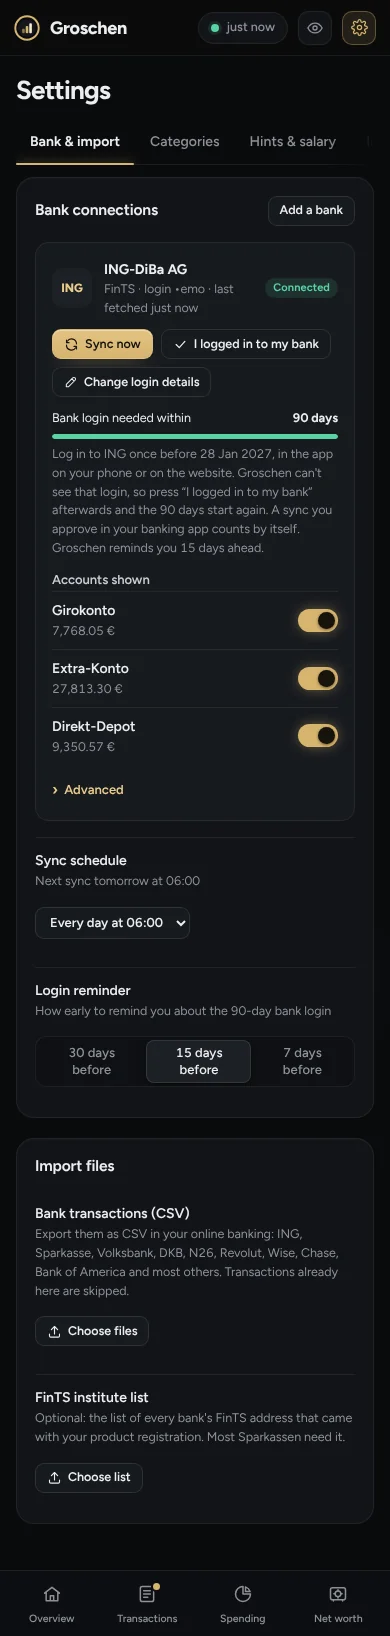 Groschen
just now
Settings
Bank & import
Categories
Hints & salary
Bank connections
Add a bank
ING
ING-DiBa AG
FinTS · login •emo · last
fetched just now
Connected
Sync now
I logged in to my bank
Change login details
Bank login needed within
90 days
Log in to ING once before 28 Jan 2027, in the app
on your phone or on the website. Groschen can't
see that login, so press “I logged in to my bank”
afterwards and the 90 days start again. A sync you
approve in your banking app counts by itself.
Groschen reminds you 15 days ahead.
Accounts shown
Girokonto
7,768.05 €
Extra-Konto
27,813.30 €
Direkt-Depot
9,350.57 €
› Advanced
Sync schedule
Next sync tomorrow at 06:00
Every day at 06:00
Login reminder
How early to remind you about the 90-day bank login
30 days
before
15 days
before
7 days
before
Import files
Bank transactions (CSV)
Export them as CSV in your online banking: ING,
Sparkasse, Volksbank, DKB, N26, Revolut, Wise, Chase,
Bank of America and most others. Transactions already
here are skipped.
Choose files
FinTS institute list
Optional: the list of every bank's FinTS address that came
with your product registration. Most Sparkassen need it.
Choose list
Overview
Transactions
Spending
Net worth